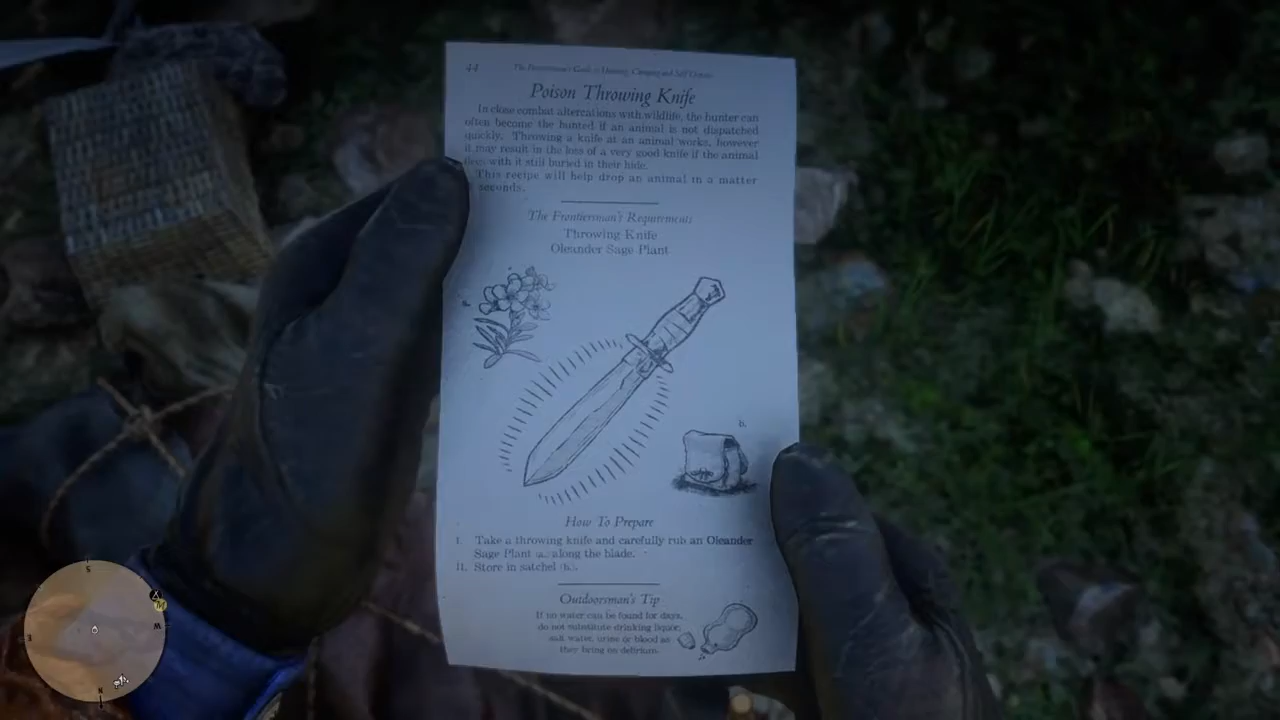 44 The Frontiersman's Guide to Hunting, Camping and Self Defense
Poison Throwing Knife
In close combat altercations with wildlife, the hunter can
often become the hunted if an animal is not dispatched
quickly. Throwing a knife at an animal works, however
it may result in the loss of a very good knife if the animal
flees with it still buried in their hide.
This recipe will help drop an animal in a matter
seconds.
The Frontiersman's Requirements
Throwing Knife
Oleander Sage Plant
a.
b.
How To Prepare
I. Take a throwing knife and carefully rub an Oleander
Sage Plant (a.) along the blade.
II. Store in satchel (b.).
Outdoorsman's Tip
If no water can be found for days,
do not substitute drinking liquor,
salt water, urine or blood as
they bring on delirium.
S
W
E
N